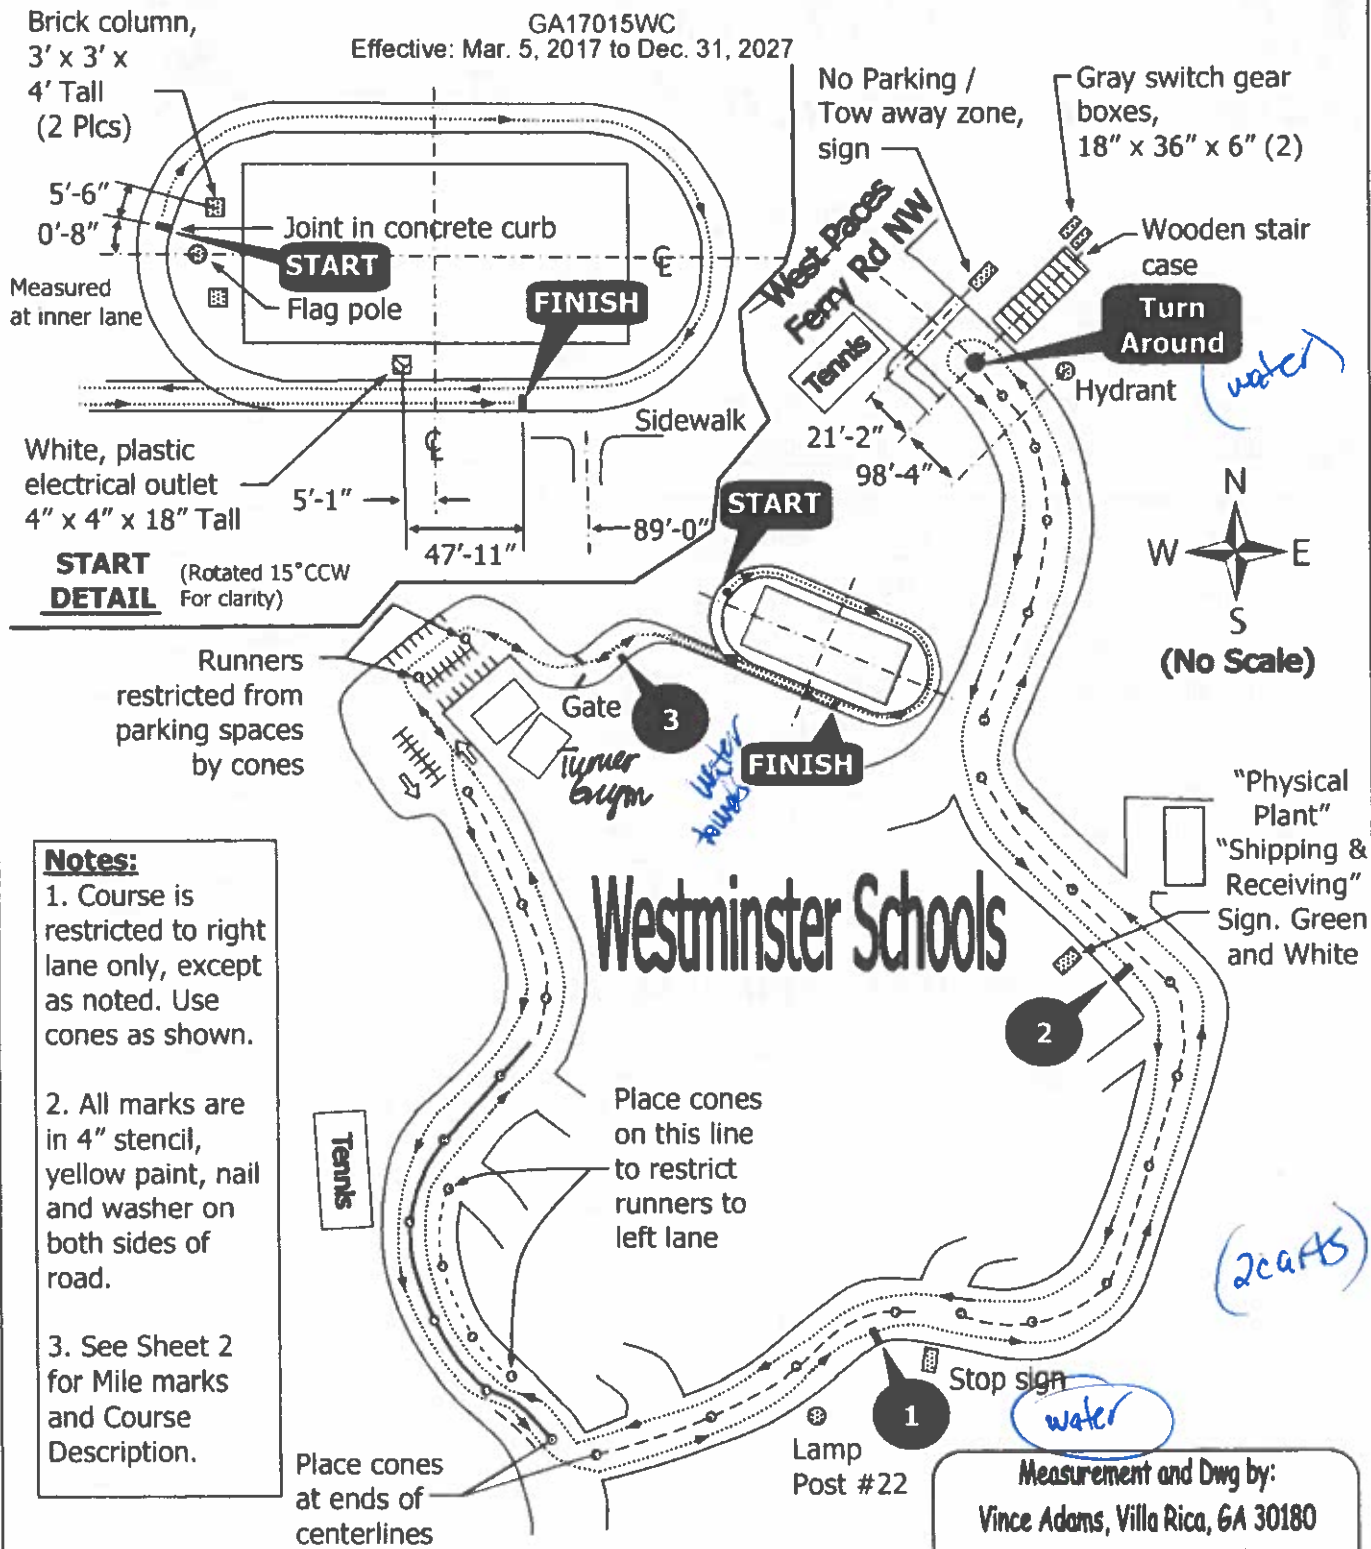 GA17015WC
Effective: Mar. 5, 2017 to Dec. 31, 2027
Brick column,
3' x 3' x
4' Tall
(2 Plcs)
5'-6"
0'-8"
Measured
at inner lane
Joint in concrete curb
START
Flag pole
FINISH
℄
℄
Sidewalk
White, plastic
electrical outlet
4" x 4" x 18" Tall
5'-1"
47'-11"
89'-0"
START
DETAIL
(Rotated 15°CCW
For clarity)
No Parking /
Tow away zone,
sign
Gray switch gear
boxes,
18" x 36" x 6" (2)
West Paces
Ferry Rd NW
Wooden stair
case
Turn
Around
(water)
Tennis
Hydrant
21'-2"
98'-4"
N
W
E
S
(No Scale)
START
FINISH
Runners
restricted from
parking spaces
by cones
Gate
3
Turner
Gym
water
"Physical
Plant"
"Shipping &
Receiving"
Sign. Green
and White
Westminster Schools
2
Notes:
1. Course is
restricted to right
lane only, except
as noted. Use
cones as shown.
2. All marks are
in 4" stencil,
yellow paint, nail
and washer on
both sides of
road.
3. See Sheet 2
for Mile marks
and Course
Description.
Tennis
Place cones
on this line
to restrict
runners to
left lane
(2 carts)
Stop sign
1
water
Lamp
Post #22
Place cones
at ends of
centerlines
Measurement and Dwg by:
Vince Adams, Villa Rica, GA 30180